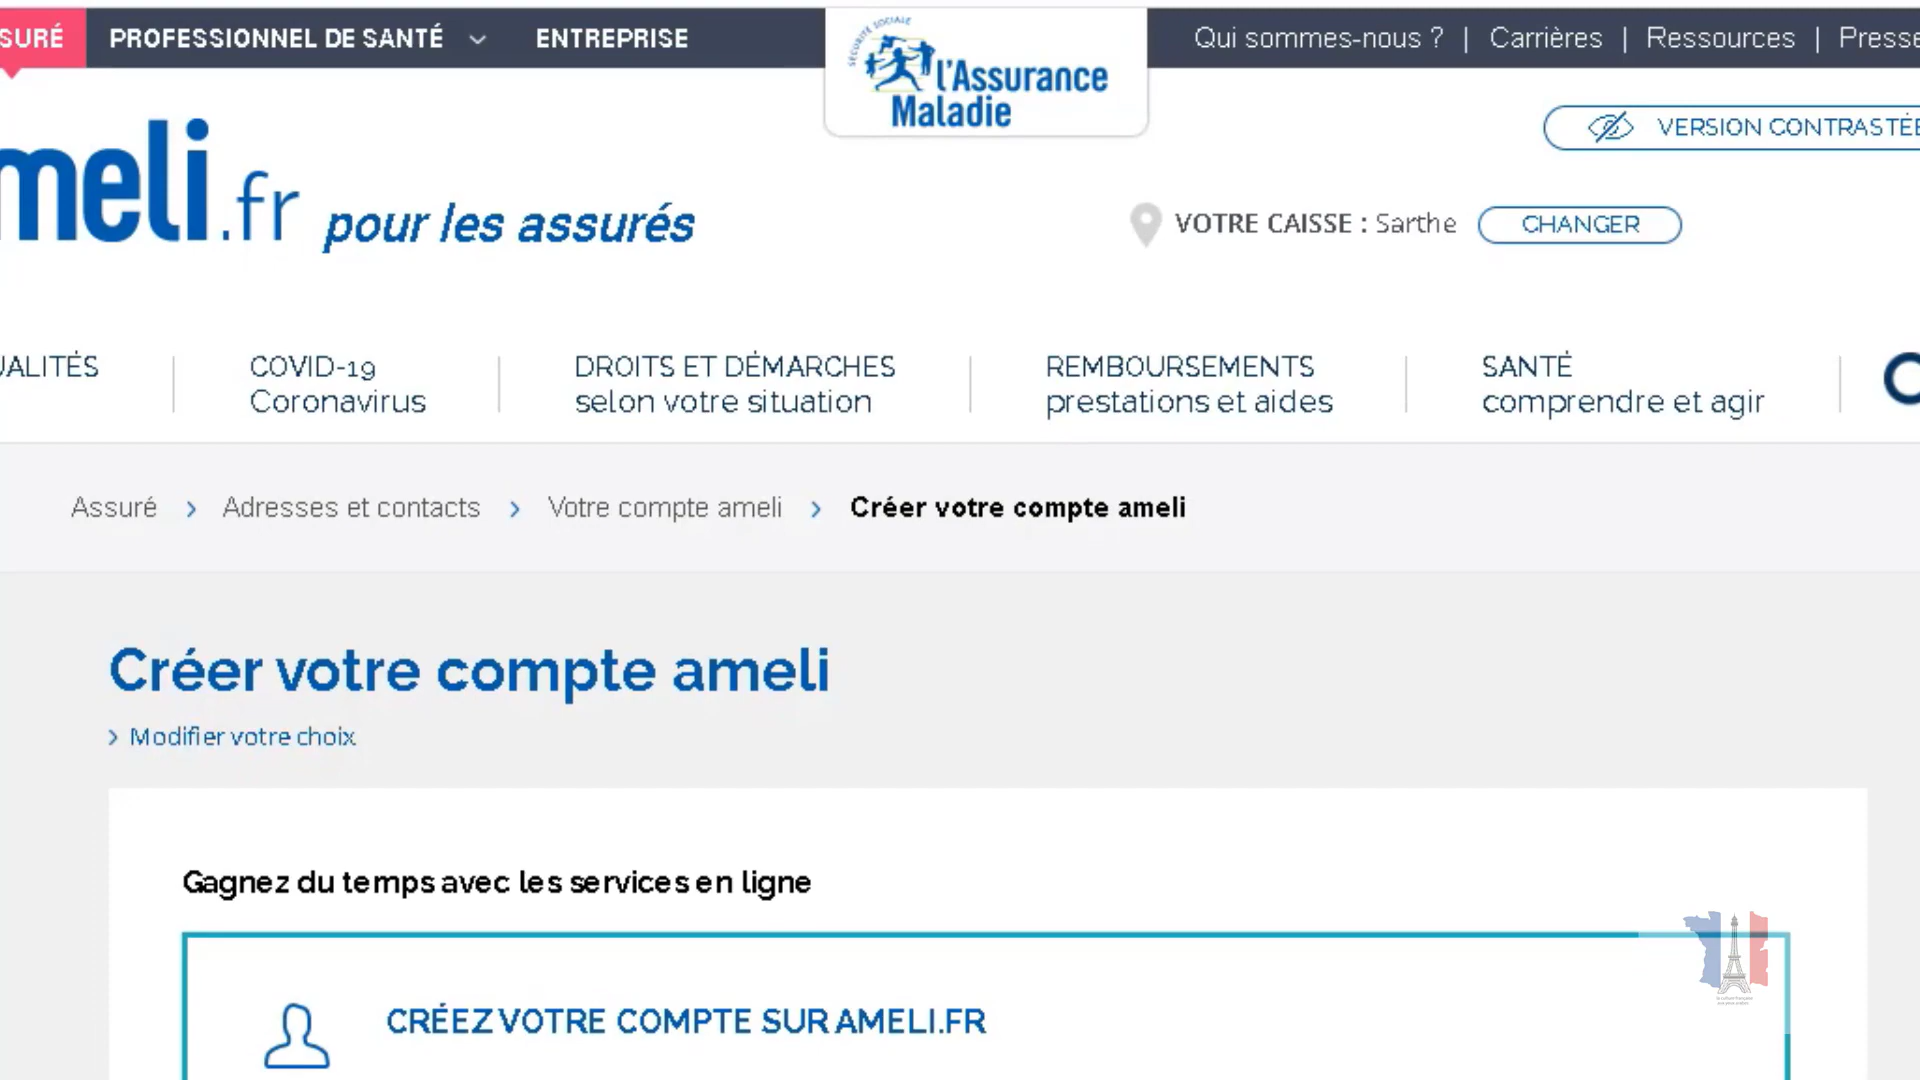 SURÉ PROFESSIONNEL DE SANTÉ ENTREPRISE
SÉCURITÉ SOCIALE
l'Assurance
Maladie
Qui sommes-nous ? | Carrières | Ressources | Presse
VERSION CONTRASTÉE
meli.fr pour les assurés
VOTRE CAISSE : Sarthe CHANGER
UALITÉS
COVID-19
Coronavirus
DROITS ET DÉMARCHES
selon votre situation
REMBOURSEMENTS
prestations et aides
SANTÉ
comprendre et agir
Assuré > Adresses et contacts > Votre compte ameli > Créer votre compte ameli
Créer votre compte ameli
> Modifier votre choix
Gagnez du temps avec les services en ligne
CRÉEZ VOTRE COMPTE SUR AMELI.FR